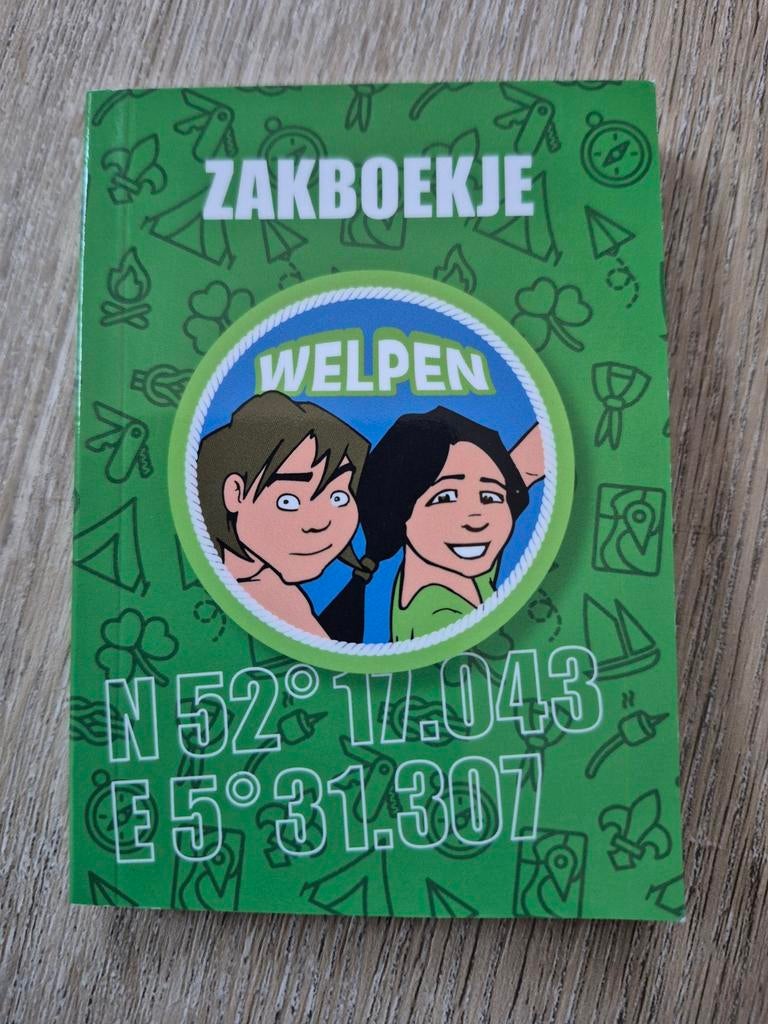 ZAKBOEKJE
WELPEN
N 52° 17.043
E 5° 31.307